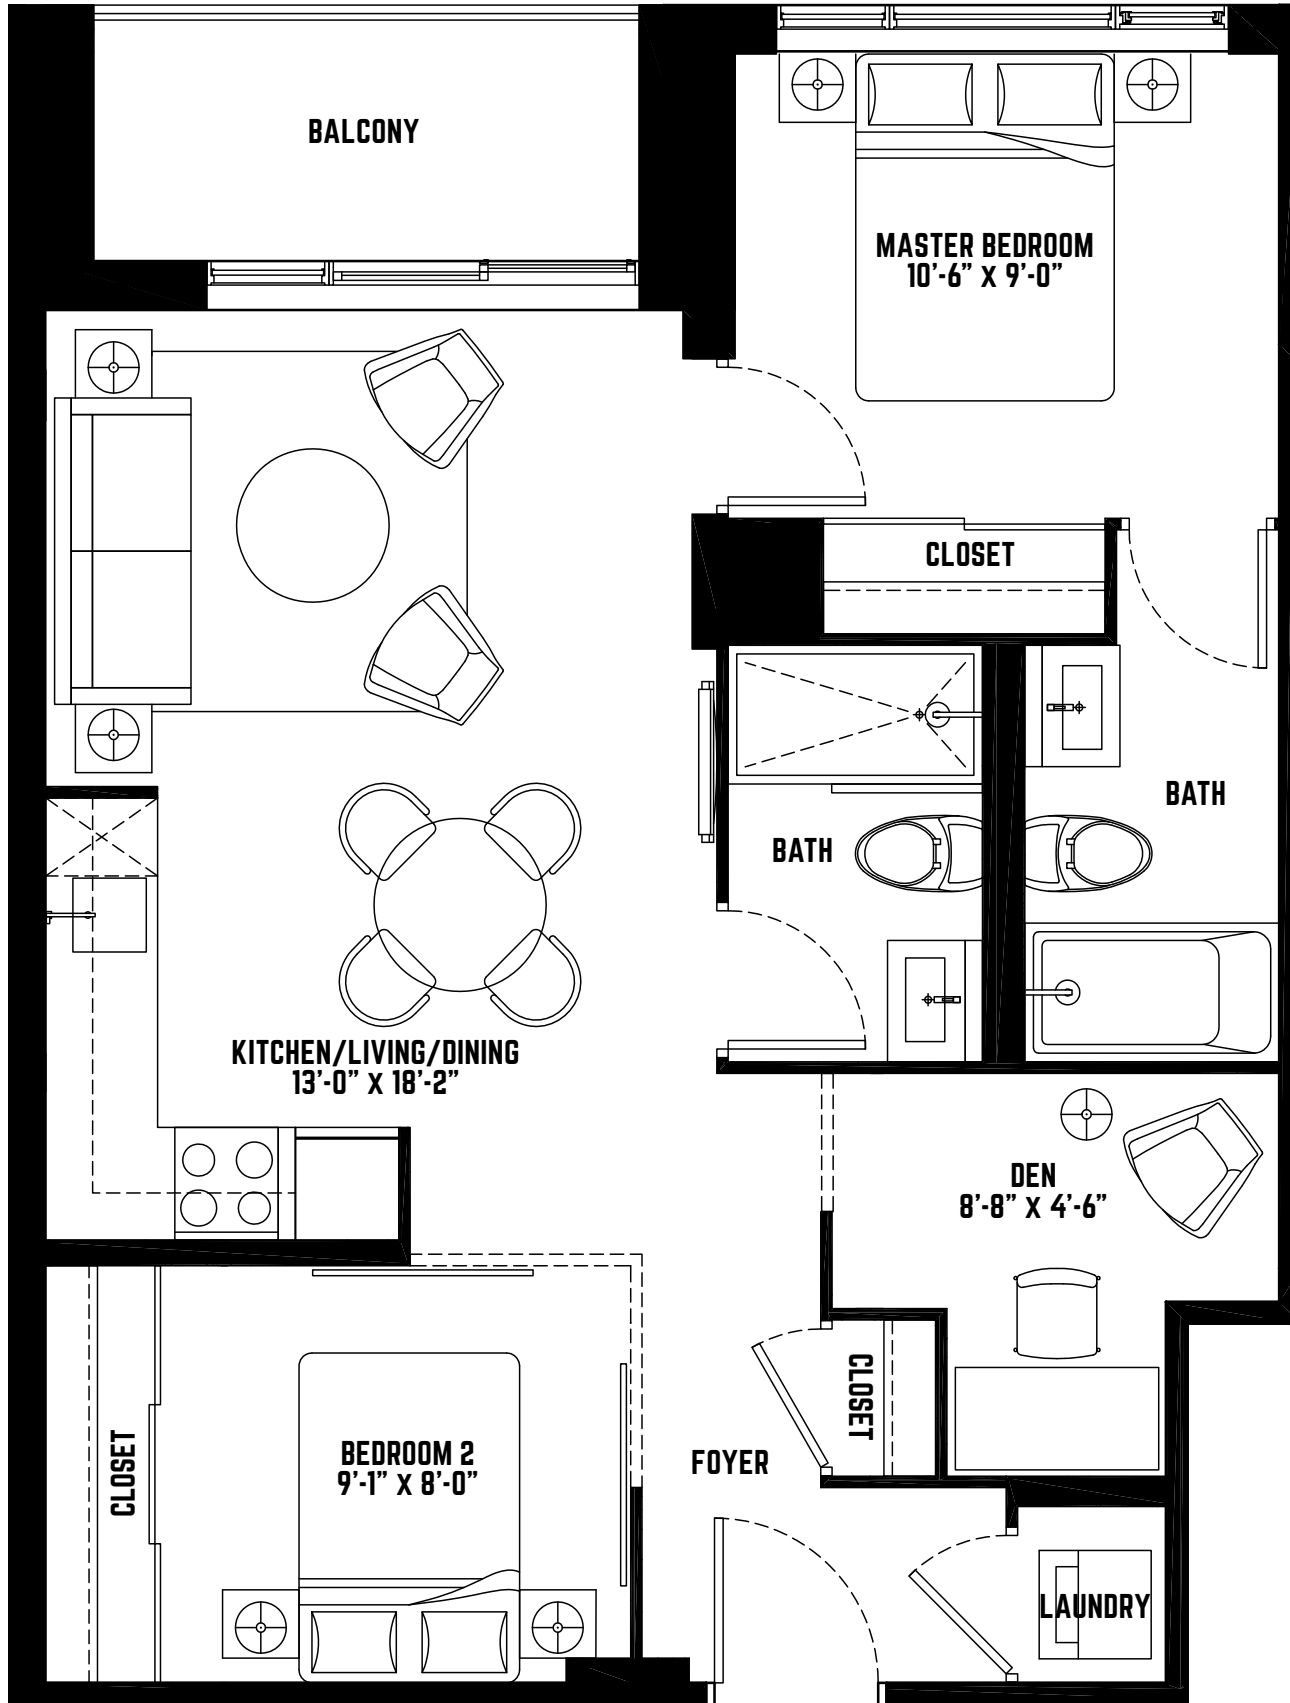 BALCONY
MASTER BEDROOM
10'-6" X 9'-0"
CLOSET
BATH
BATH
KITCHEN/LIVING/DINING
13'-0" X 18'-2"
DEN
8'-8" X 4'-6"
CLOSET
BEDROOM 2
9'-1" X 8'-0"
CLOSET
FOYER
LAUNDRY